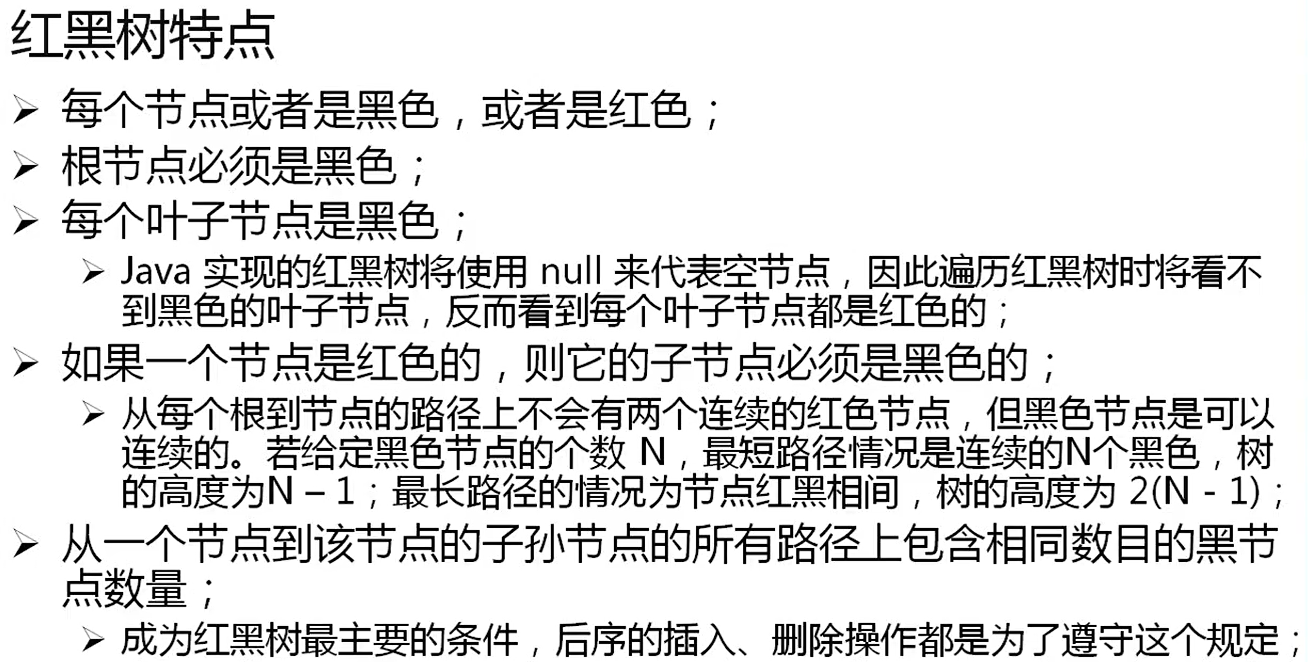 红黑树特点
➢ 每个节点或者是黑色，或者是红色；
➢ 根节点必须是黑色；
➢ 每个叶子节点是黑色；
➢ Java 实现的红黑树将使用 null 来代表空节点，因此遍历红黑树时将看不
到黑色的叶子节点，反而看到每个叶子节点都是红色的；
➢ 如果一个节点是红色的，则它的子节点必须是黑色的；
➢ 从每个根到节点的路径上不会有两个连续的红色节点，但黑色节点是可以
连续的。若给定黑色节点的个数 N，最短路径情况是连续的N个黑色，树
的高度为N – 1；最长路径的情况为节点红黑相间，树的高度为 2(N - 1)；
➢ 从一个节点到该节点的子孙节点的所有路径上包含相同数目的黑节
点数量；
➢ 成为红黑树最主要的条件，后序的插入、删除操作都是为了遵守这个规定；